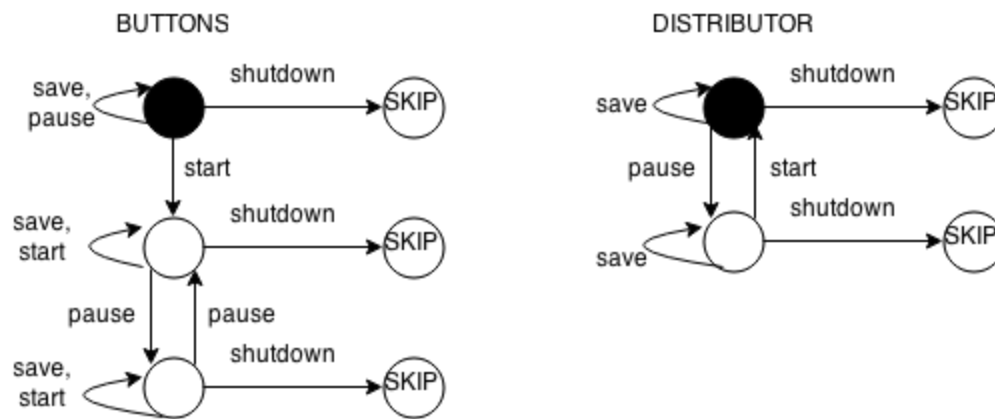 BUTTONS
save,
pause
shutdown
SKIP
start
save,
start
shutdown
SKIP
pause
pause
save,
start
shutdown
SKIP
DISTRIBUTOR
save
shutdown
SKIP
pause
start
save
shutdown
SKIP